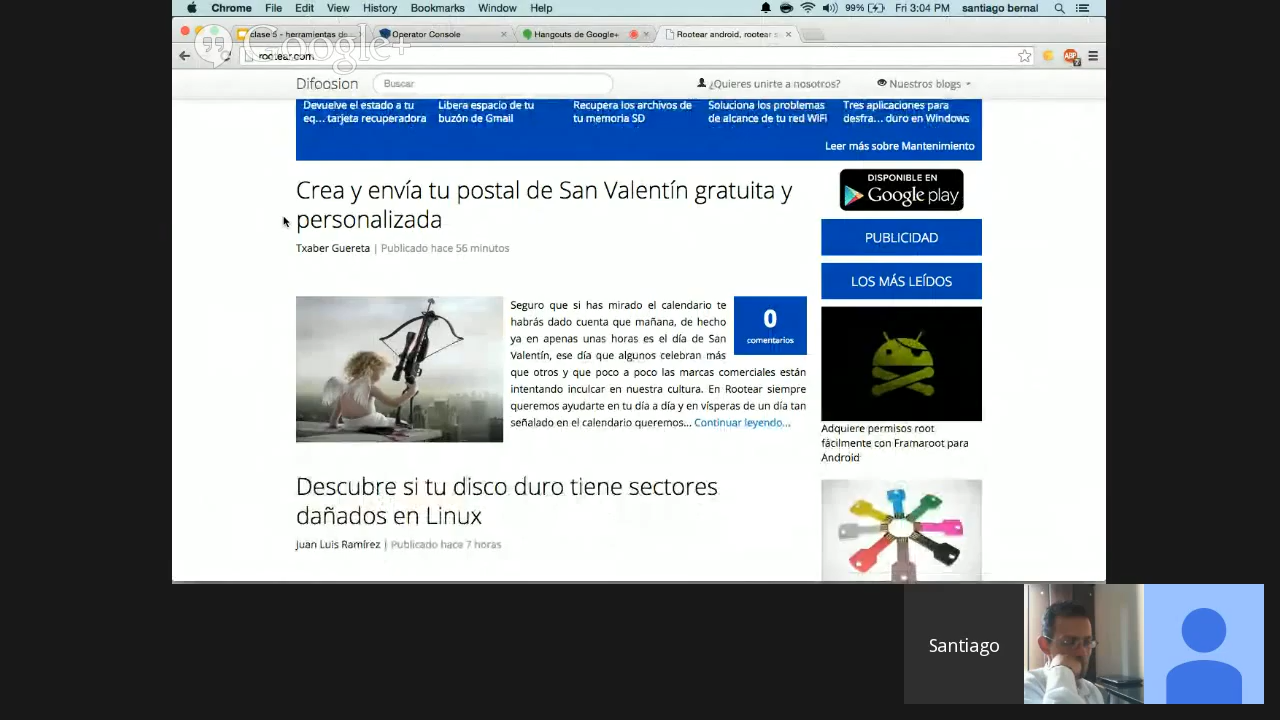 Chrome File Edit View History Bookmarks Window Help 99% Fri 3:04 PM santiago bernal
clase 5 - herramientas de Operator Console Hangouts de Google+ Rootear android, rootear s
Google+
rootear.com
ABP
Difoosion Buscar ¿Quieres unirte a nosotros? Nuestros blogs
Devuelve el estado a tu Libera espacio de tu Recupera los archivos de Soluciona los problemas Tres aplicaciones para
eq... tarjeta recuperadora buzón de Gmail tu memoria SD de alcance de tu red WiFi desfra... duro en Windows
Leer más sobre Mantenimiento
Crea y envía tu postal de San Valentín gratuita y
personalizada
Txaber Guereta | Publicado hace 56 minutos
DISPONIBLE EN
Google play
PUBLICIDAD
LOS MÁS LEÍDOS
Seguro que si has mirado el calendario te
habrás dado cuenta que mañana, de hecho
ya en apenas unas horas es el día de San
Valentín, ese día que algunos celebran más
que otros y que poco a poco las marcas comerciales están
intentando inculcar en nuestra cultura. En Rootear siempre
queremos ayudarte en tu día a día y en vísperas de un día tan
señalado en el calendario queremos... Continuar leyendo...
0
comentarios
Adquiere permisos root
fácilmente con Framaroot para
Android
Descubre si tu disco duro tiene sectores
dañados en Linux
Juan Luis Ramírez | Publicado hace 7 horas
Santiago